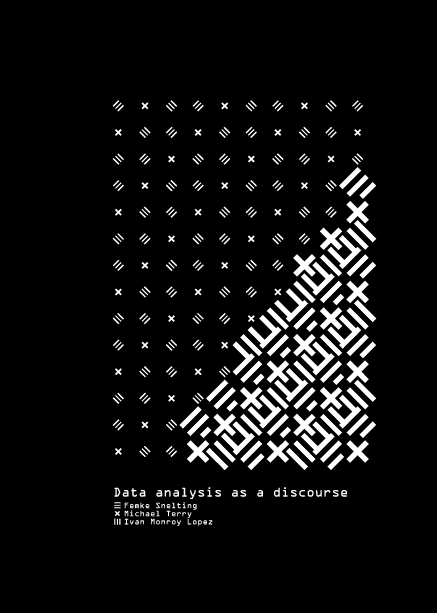 Data analysis as a discourse
Femke Snelting
Michael Terry
Ivan Monroy Lopez